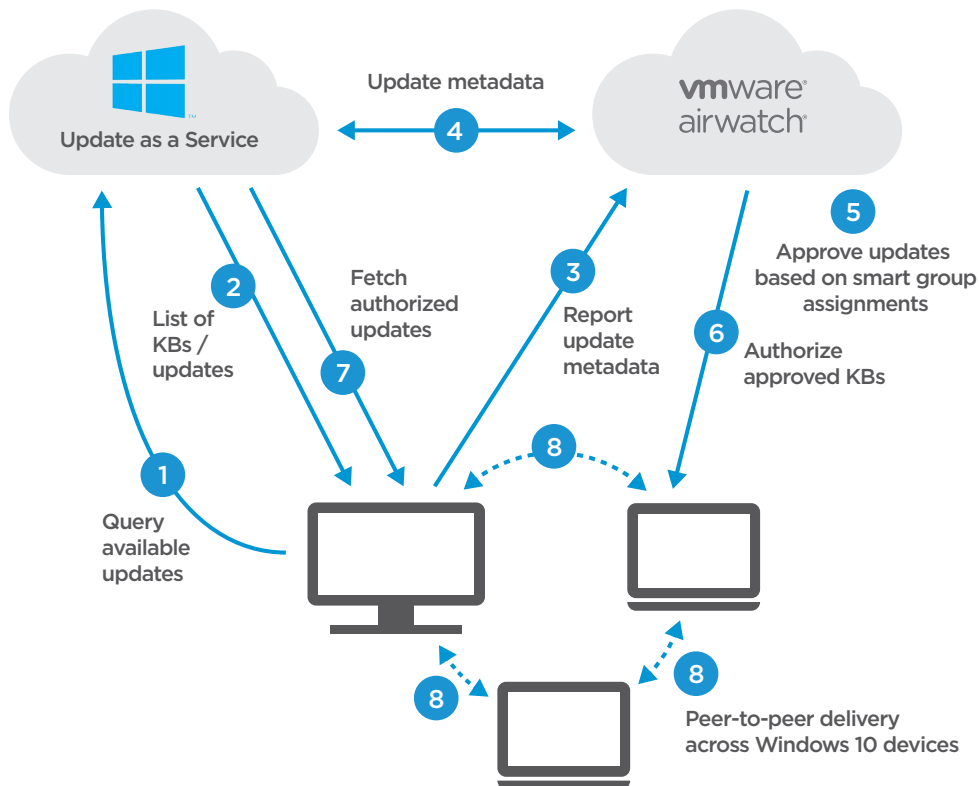 Update as a Service
™
vmware®
airwatch®
Update metadata
4
5
Approve updates
based on smart group
assignments
2
List of
KBs /
updates
Fetch
authorized
updates
7
3
Report
update
metadata
6
Authorize
approved KBs
1
Query
available
updates
8
8
8
Peer-to-peer delivery
across Windows 10 devices